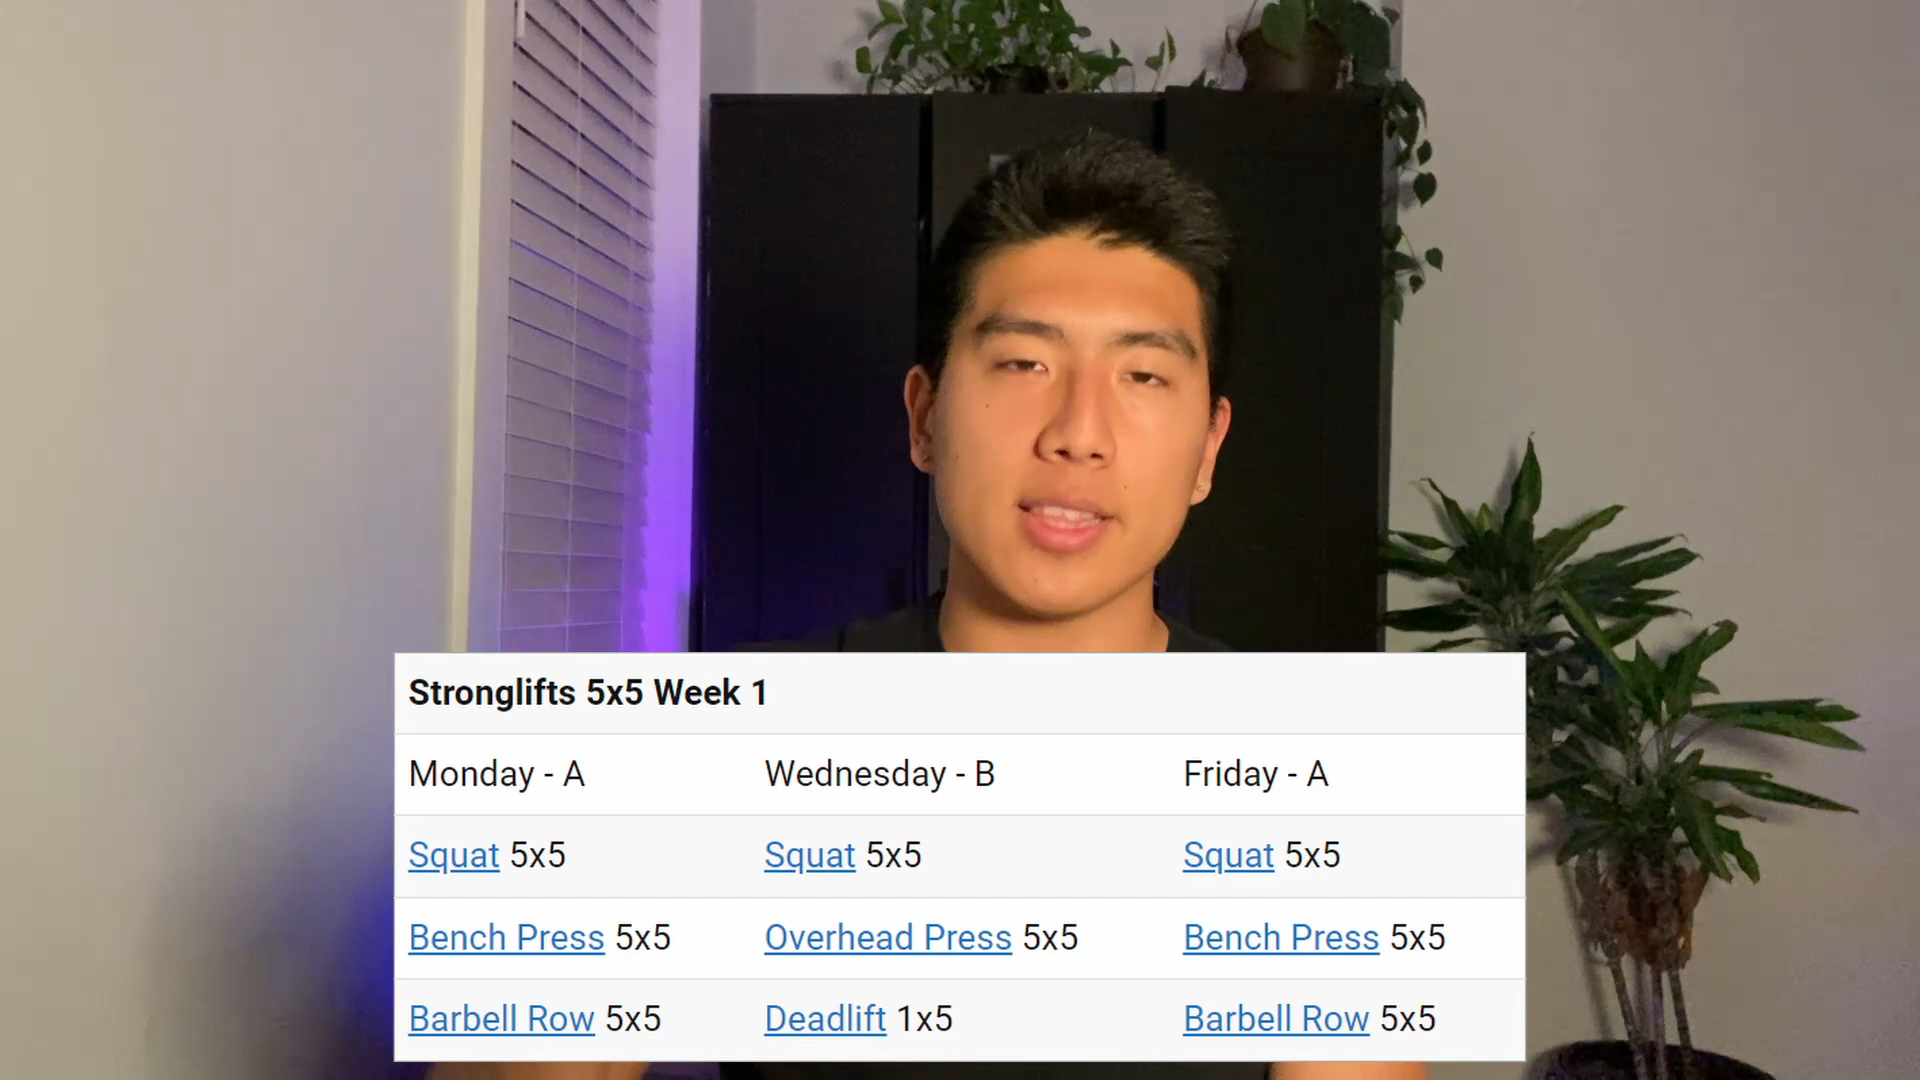 Stronglifts 5x5 Week 1
Monday - A Wednesday - B Friday - A
Squat 5x5 Squat 5x5 Squat 5x5
Bench Press 5x5 Overhead Press 5x5 Bench Press 5x5
Barbell Row 5x5 Deadlift 1x5 Barbell Row 5x5